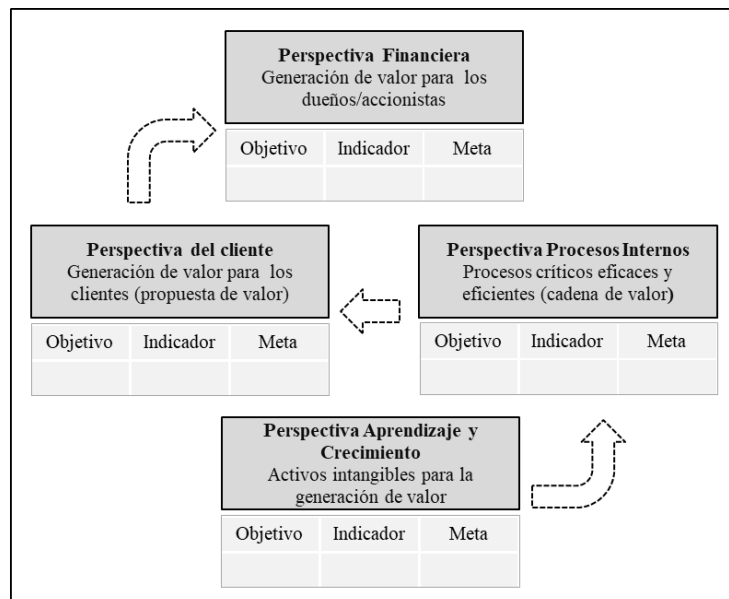 Perspectiva Financiera
Generación de valor para los
dueños/accionistas
Objetivo Indicador Meta
Perspectiva del cliente
Generación de valor para los
clientes (propuesta de valor)
Objetivo Indicador Meta
Perspectiva Procesos Internos
Procesos críticos eficaces y
eficientes (cadena de valor)
Objetivo Indicador Meta
Perspectiva Aprendizaje y
Crecimiento
Activos intangibles para la
generación de valor
Objetivo Indicador Meta